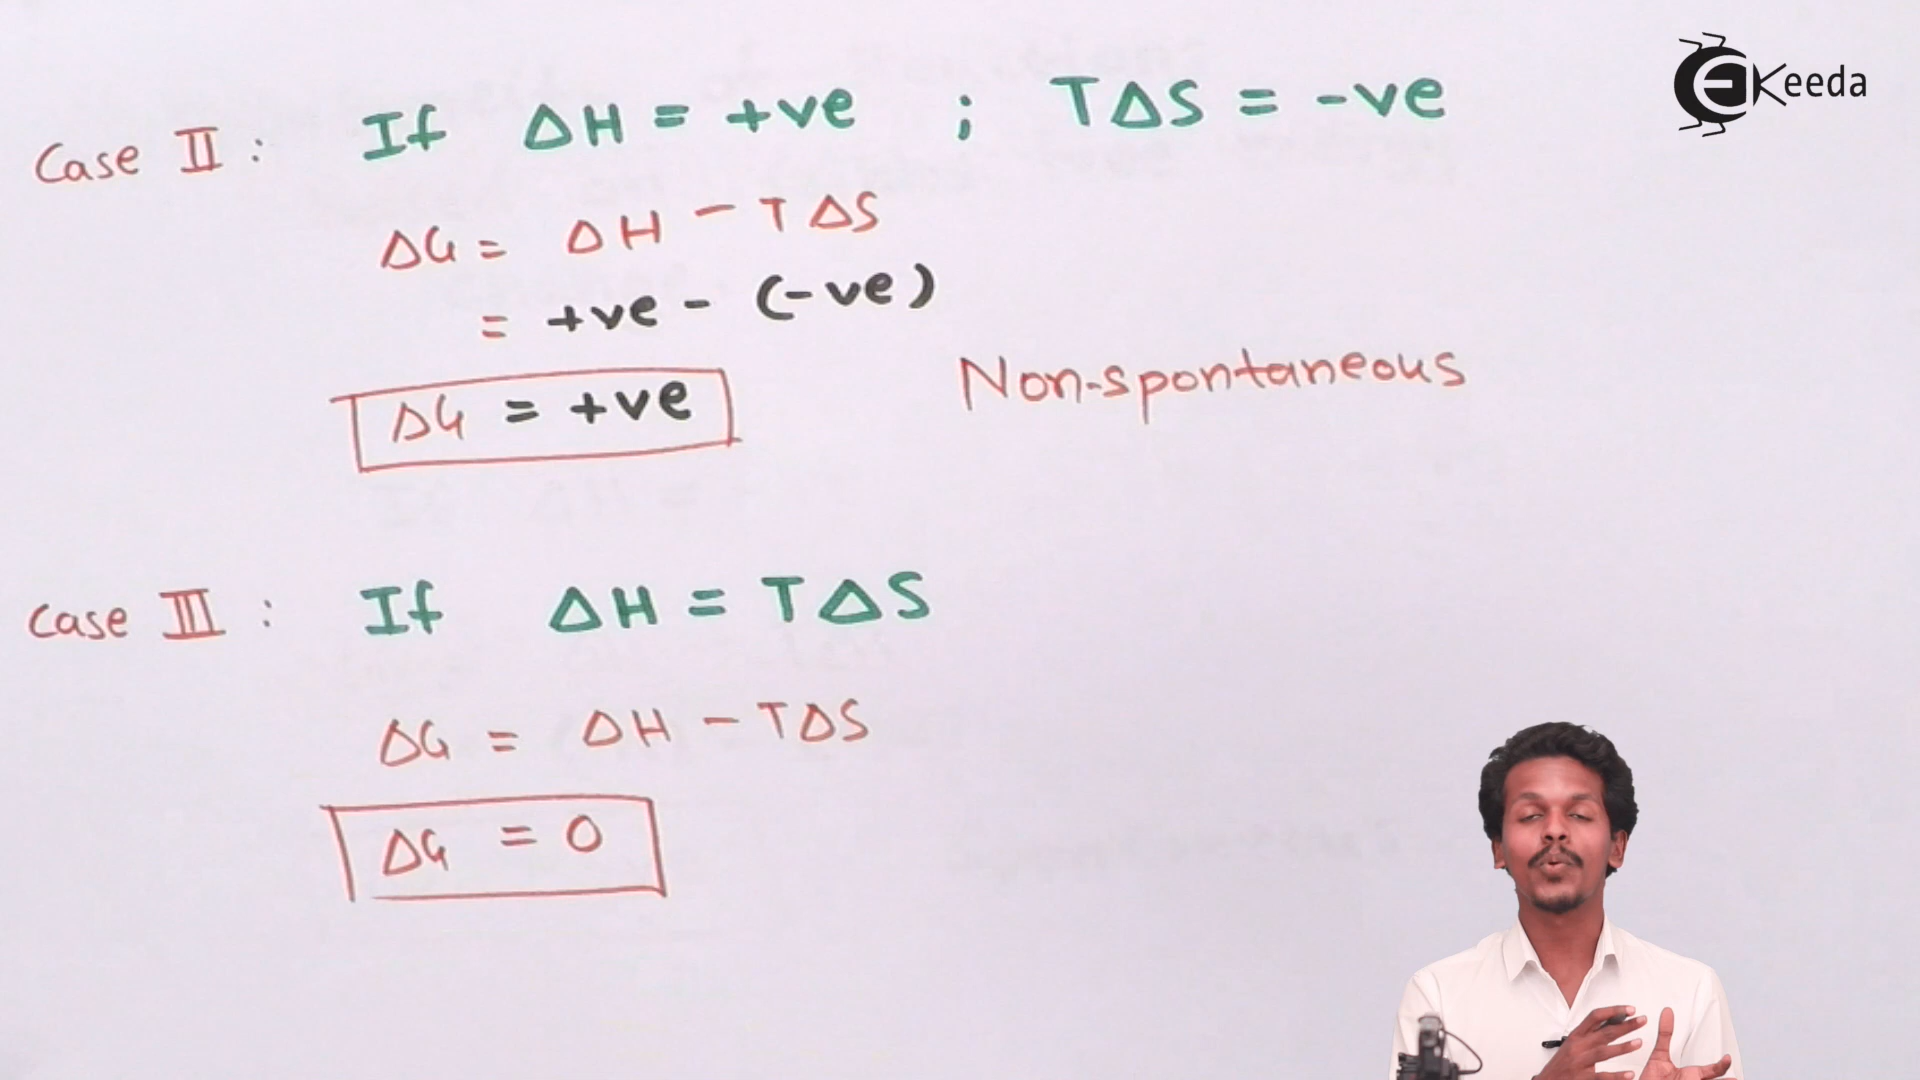 Keeda
Case II : If ΔH = +ve ; TΔS = -ve
ΔG = ΔH - TΔS
= +ve - (-ve)
ΔG = +ve Non-spontaneous
Case III : If ΔH = TΔS
ΔG = ΔH - TΔS
ΔG = 0